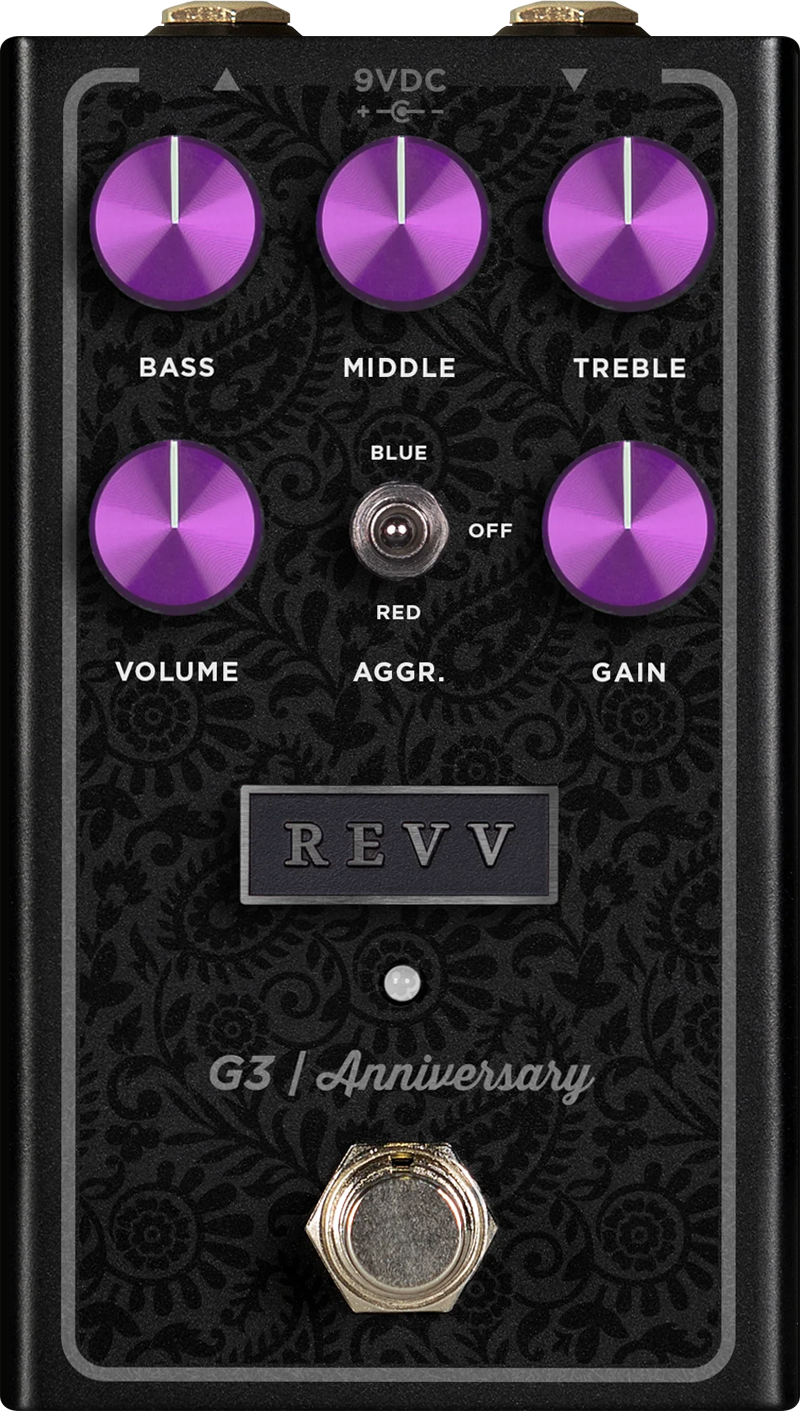 9VDC
BASS MIDDLE TREBLE
BLUE
OFF
RED
VOLUME AGGR. GAIN
REVV
G3 | Anniversary